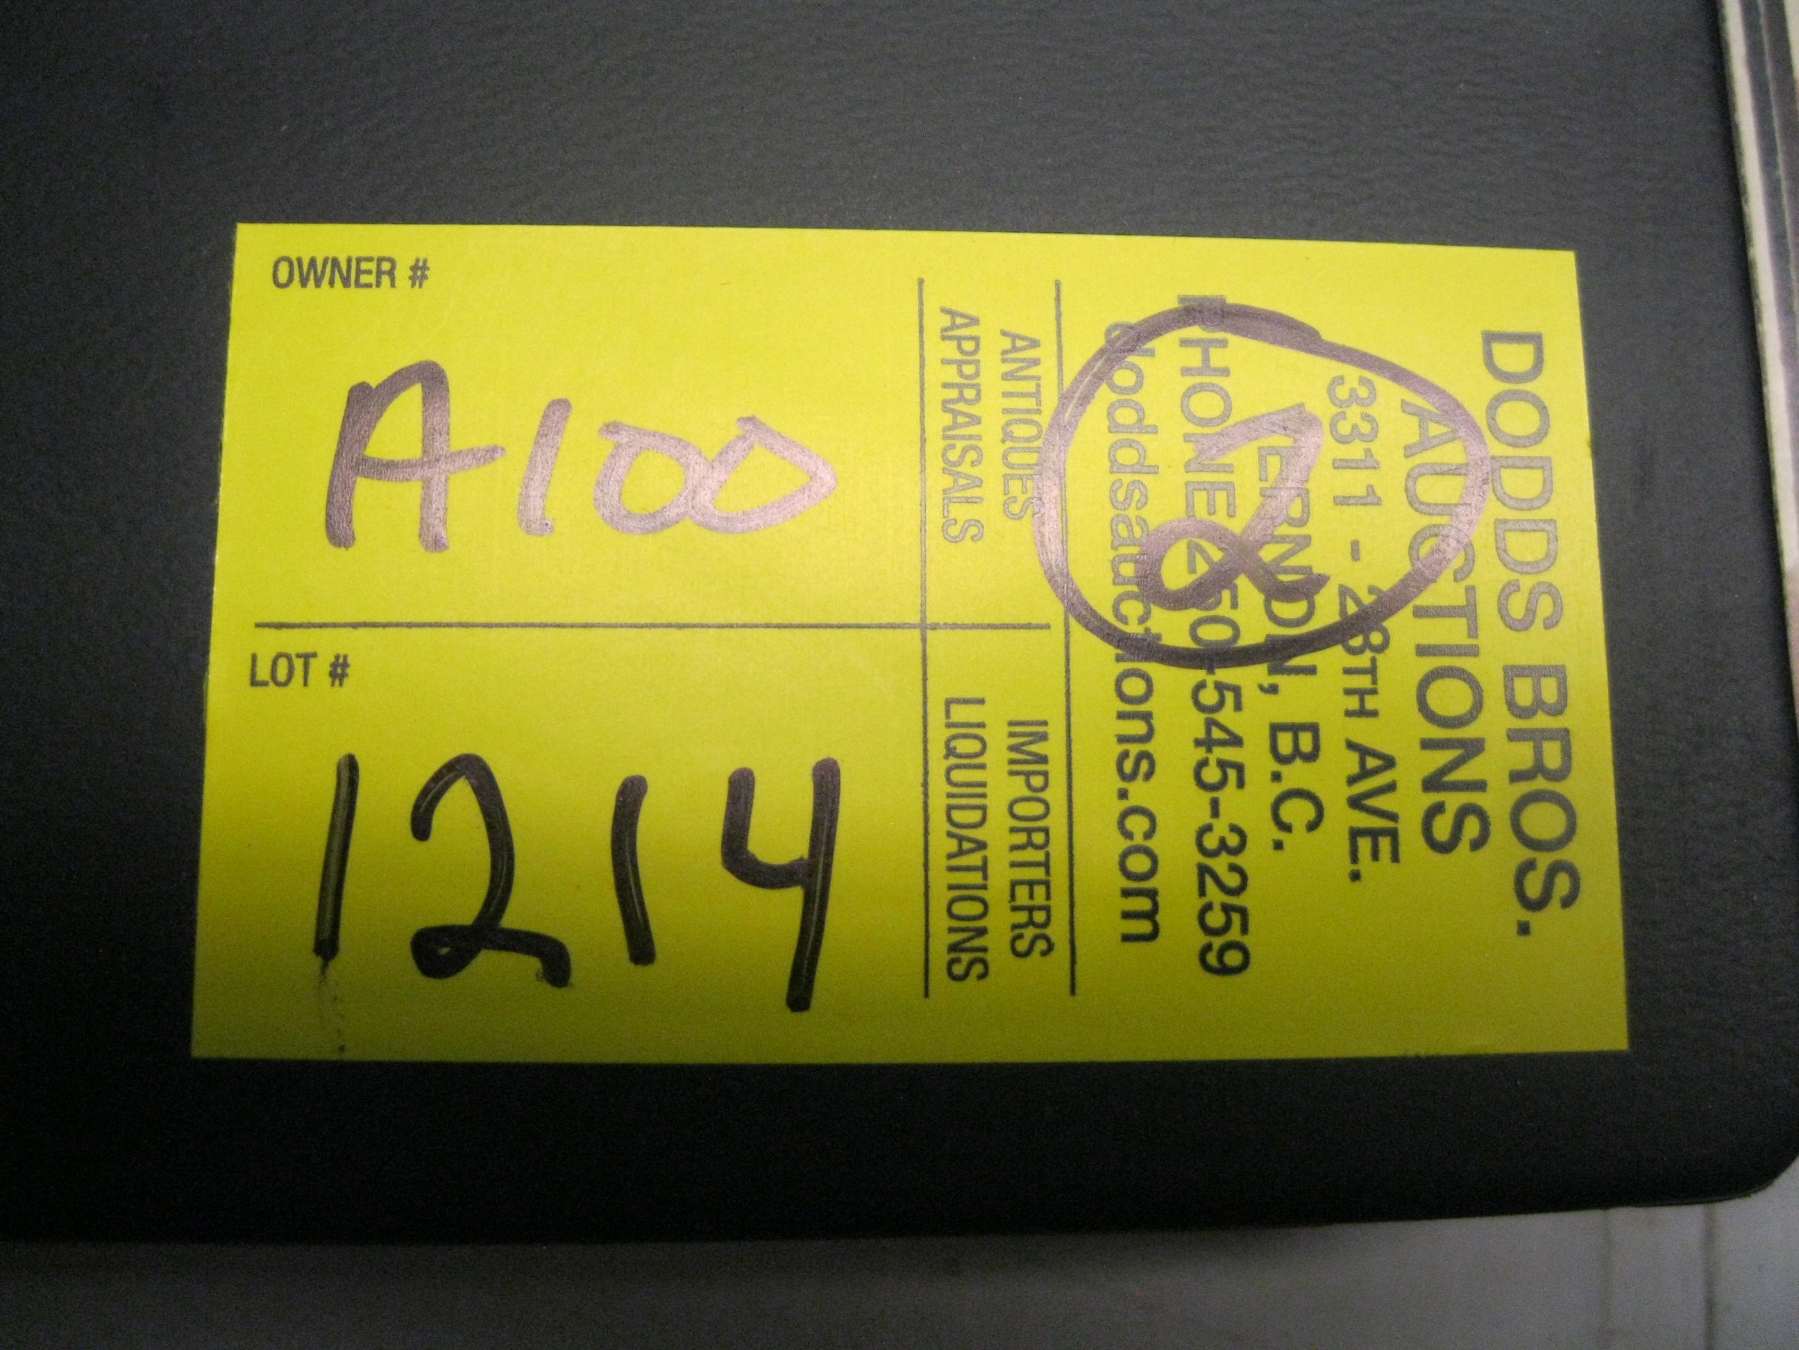 OWNER #
A100
LOT #
1214
ANTIQUES IMPORTERS
APPRAISALS LIQUIDATIONS
DODDS BROS.
AUCTIONS
3311 - 28TH AVE.
VERNON, B.C.
PHONE 250-545-3259
doddsauctions.com
2